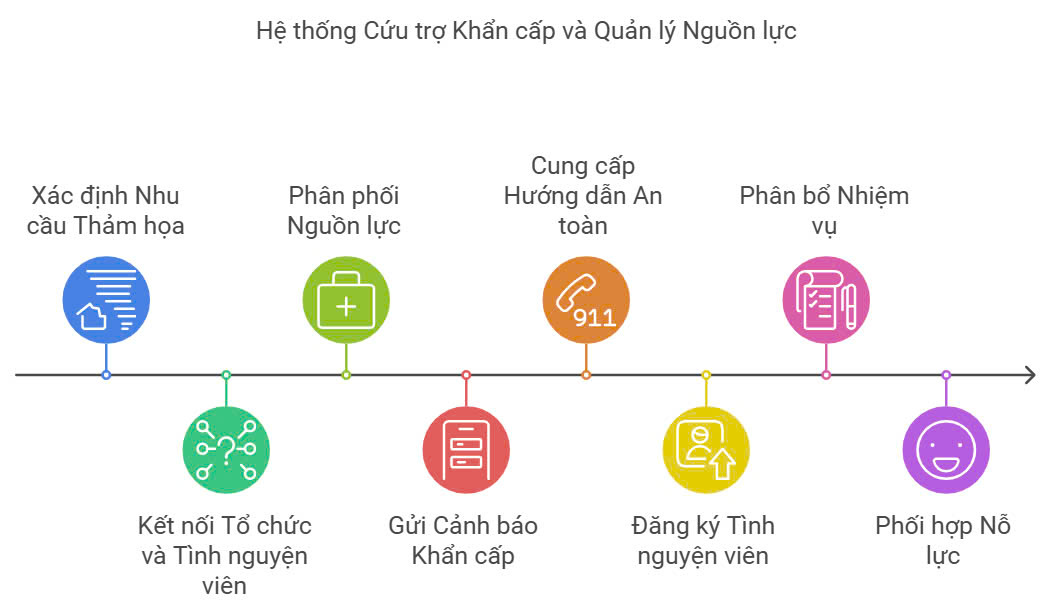 Hệ thống Cứu trợ Khẩn cấp và Quản lý Nguồn lực
Xác định Nhu
cầu Thảm họa
Kết nối Tổ chức
và Tình nguyện
viên
Phân phối
Nguồn lực
Gửi Cảnh báo
Khẩn cấp
Cung cấp
Hướng dẫn An
toàn
911
Đăng ký Tình
nguyện viên
Phân bổ Nhiệm
vụ
Phối hợp Nỗ
lực